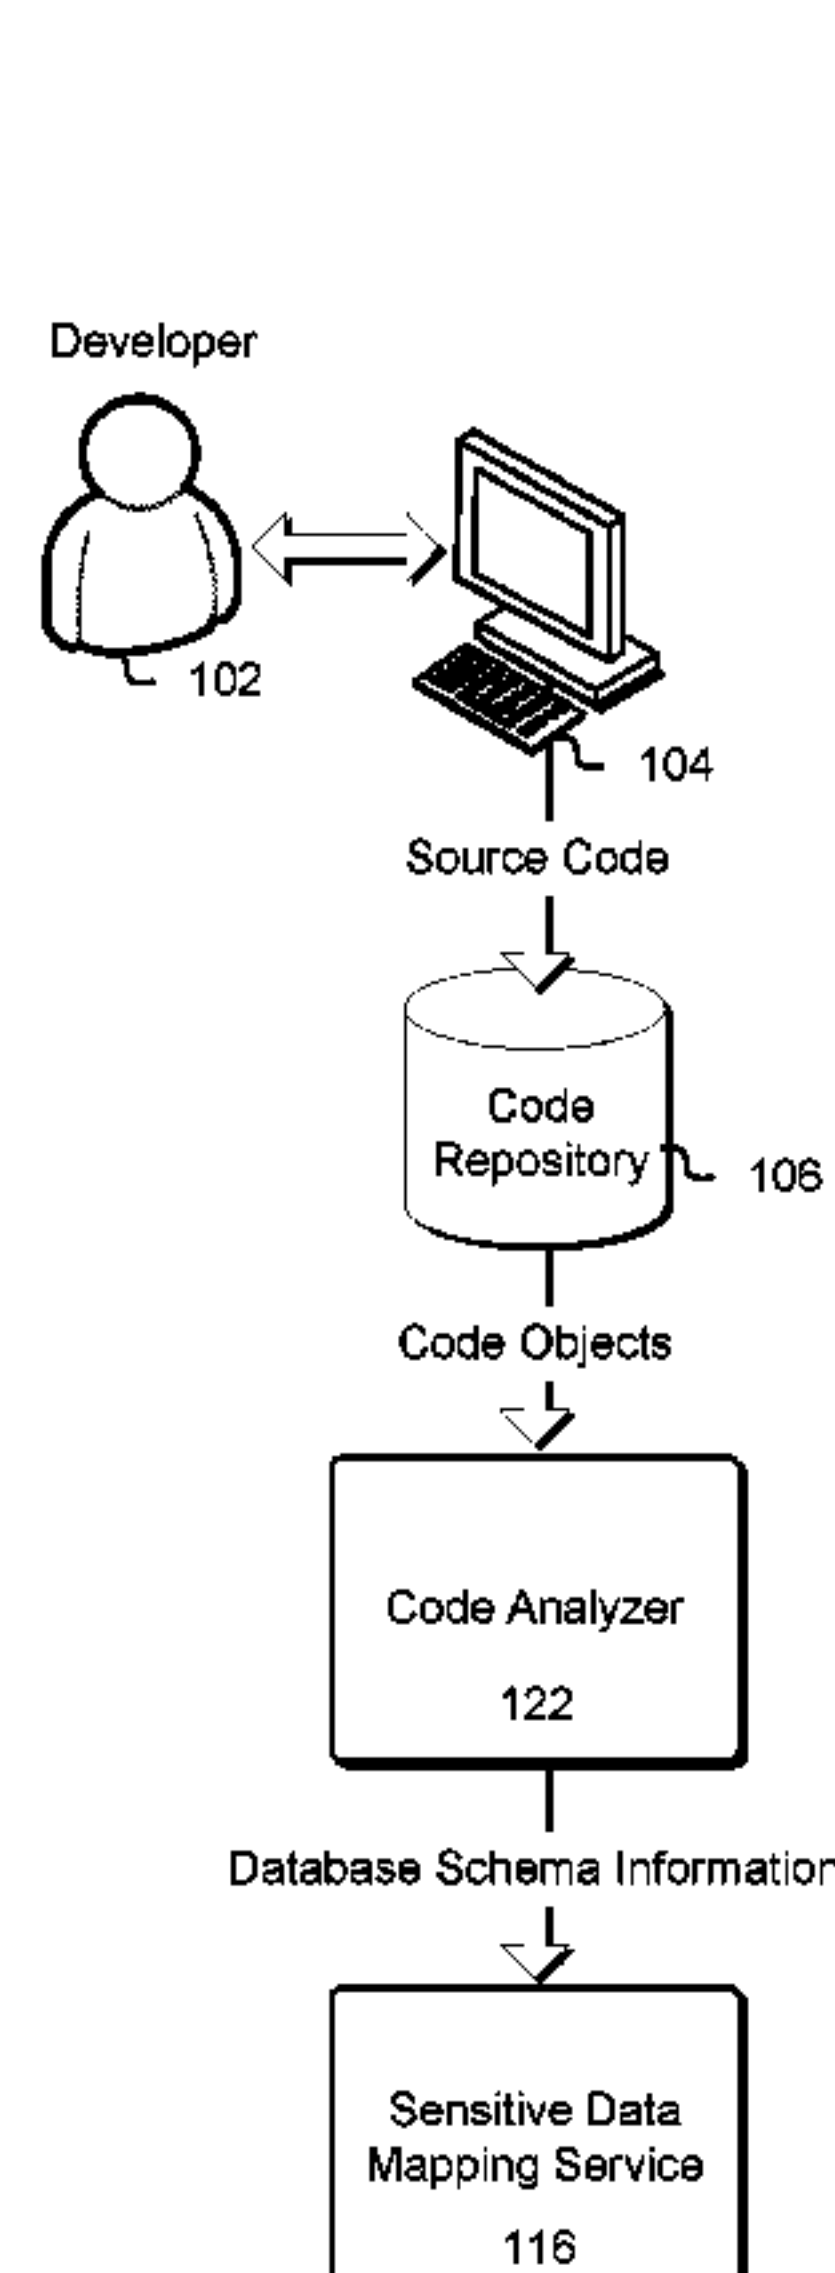 Developer
102
104
Source Code
Code
Repository
106
Code Objects
Code Analyzer
122
Database Schema Information
Sensitive Data
Mapping Service
116